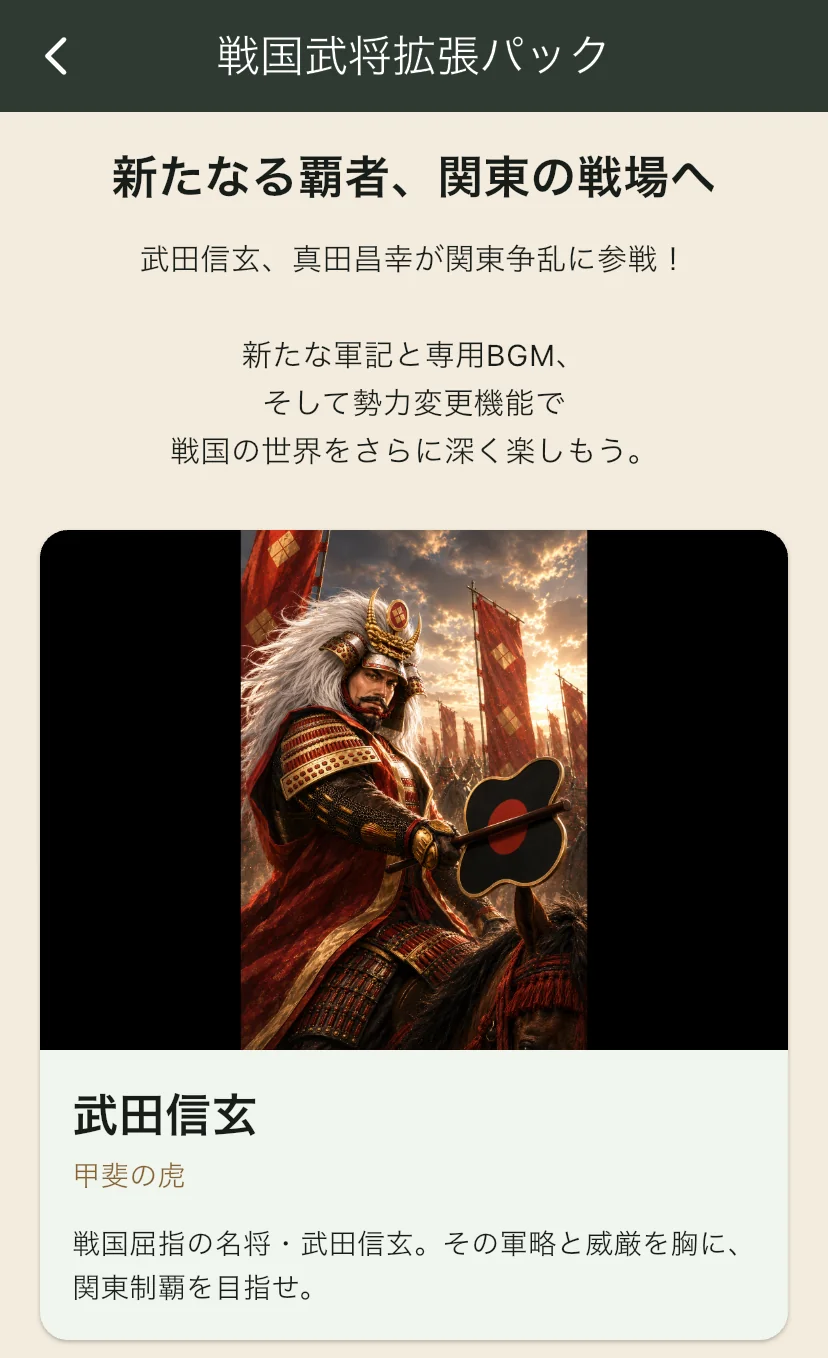 戦国武将拡張パック
新たなる覇者、関東の戦場へ
武田信玄、真田昌幸が関東争乱に参戦！
新たな軍記と専用BGM、
そして勢力変更機能で
戦国の世界をさらに深く楽しもう。
武田信玄
甲斐の虎
戦国屈指の名将・武田信玄。その軍略と威厳を胸に、
関東制覇を目指せ。